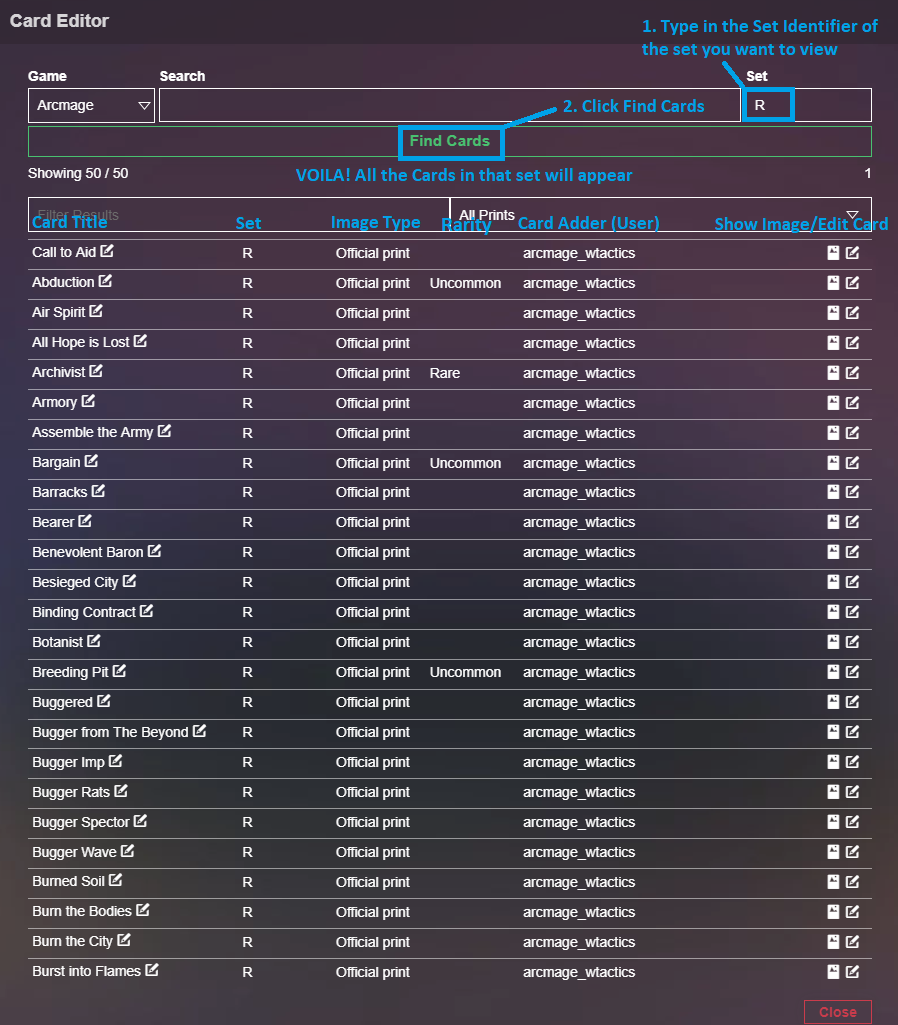 Card Editor
1. Type in the Set Identifier of
the set you want to view
Game Search Set
Arcmage R
2. Click Find Cards
Find Cards
Showing 50 / 50 VOILA! All the Cards in that set will appear 1
Filter Results All Prints
Card Title Set Image Type Rarity Card Adder (User) Show Image/Edit Card
Call to Aid R Official print arcmage_wtactics
Abduction R Official print Uncommon arcmage_wtactics
Air Spirit R Official print arcmage_wtactics
All Hope is Lost R Official print arcmage_wtactics
Archivist R Official print Rare arcmage_wtactics
Armory R Official print arcmage_wtactics
Assemble the Army R Official print arcmage_wtactics
Bargain R Official print Uncommon arcmage_wtactics
Barracks R Official print arcmage_wtactics
Bearer R Official print arcmage_wtactics
Benevolent Baron R Official print arcmage_wtactics
Besieged City R Official print arcmage_wtactics
Binding Contract R Official print arcmage_wtactics
Botanist R Official print arcmage_wtactics
Breeding Pit R Official print Uncommon arcmage_wtactics
Buggered R Official print arcmage_wtactics
Bugger from The Beyond R Official print arcmage_wtactics
Bugger Imp R Official print arcmage_wtactics
Bugger Rats R Official print arcmage_wtactics
Bugger Spector R Official print arcmage_wtactics
Bugger Wave R Official print arcmage_wtactics
Burned Soil R Official print arcmage_wtactics
Burn the Bodies R Official print arcmage_wtactics
Burn the City R Official print arcmage_wtactics
Burst into Flames R Official print arcmage_wtactics
Close